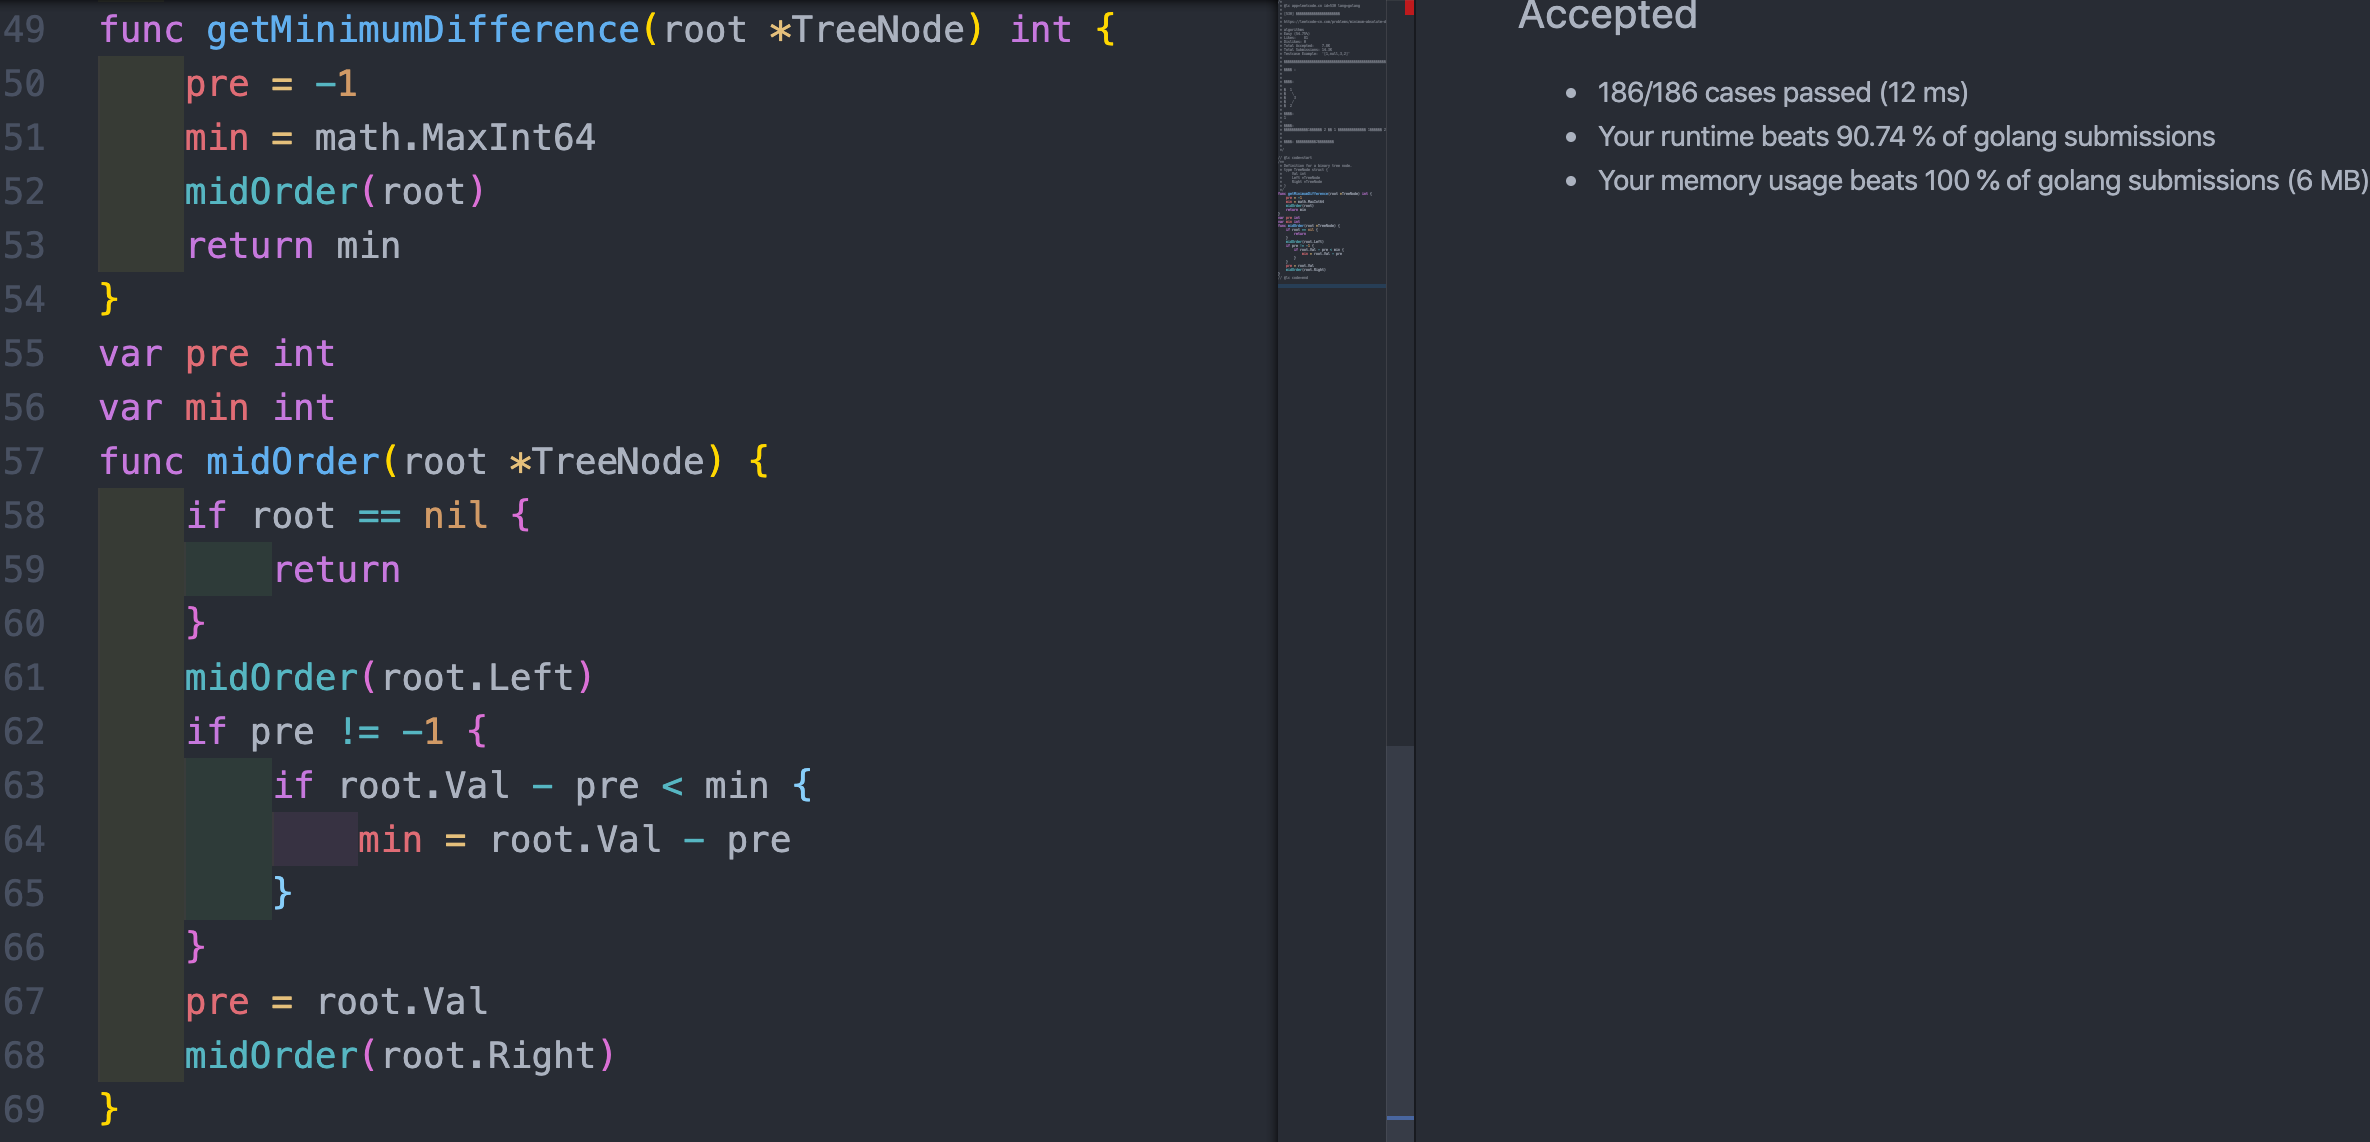 49 func getMinimumDifference(root *TreeNode) int {
50 pre = -1
51 min = math.MaxInt64
52 midOrder(root)
53 return min
54 }
55 var pre int
56 var min int
57 func midOrder(root *TreeNode) {
58 if root == nil {
59 return
60 }
61 midOrder(root.Left)
62 if pre != -1 {
63 if root.Val - pre < min {
64 min = root.Val - pre
65 }
66 }
67 pre = root.Val
68 midOrder(root.Right)
69 }
Accepted
• 186/186 cases passed (12 ms)
• Your runtime beats 90.74 % of golang submissions
• Your memory usage beats 100 % of golang submissions (6 MB)